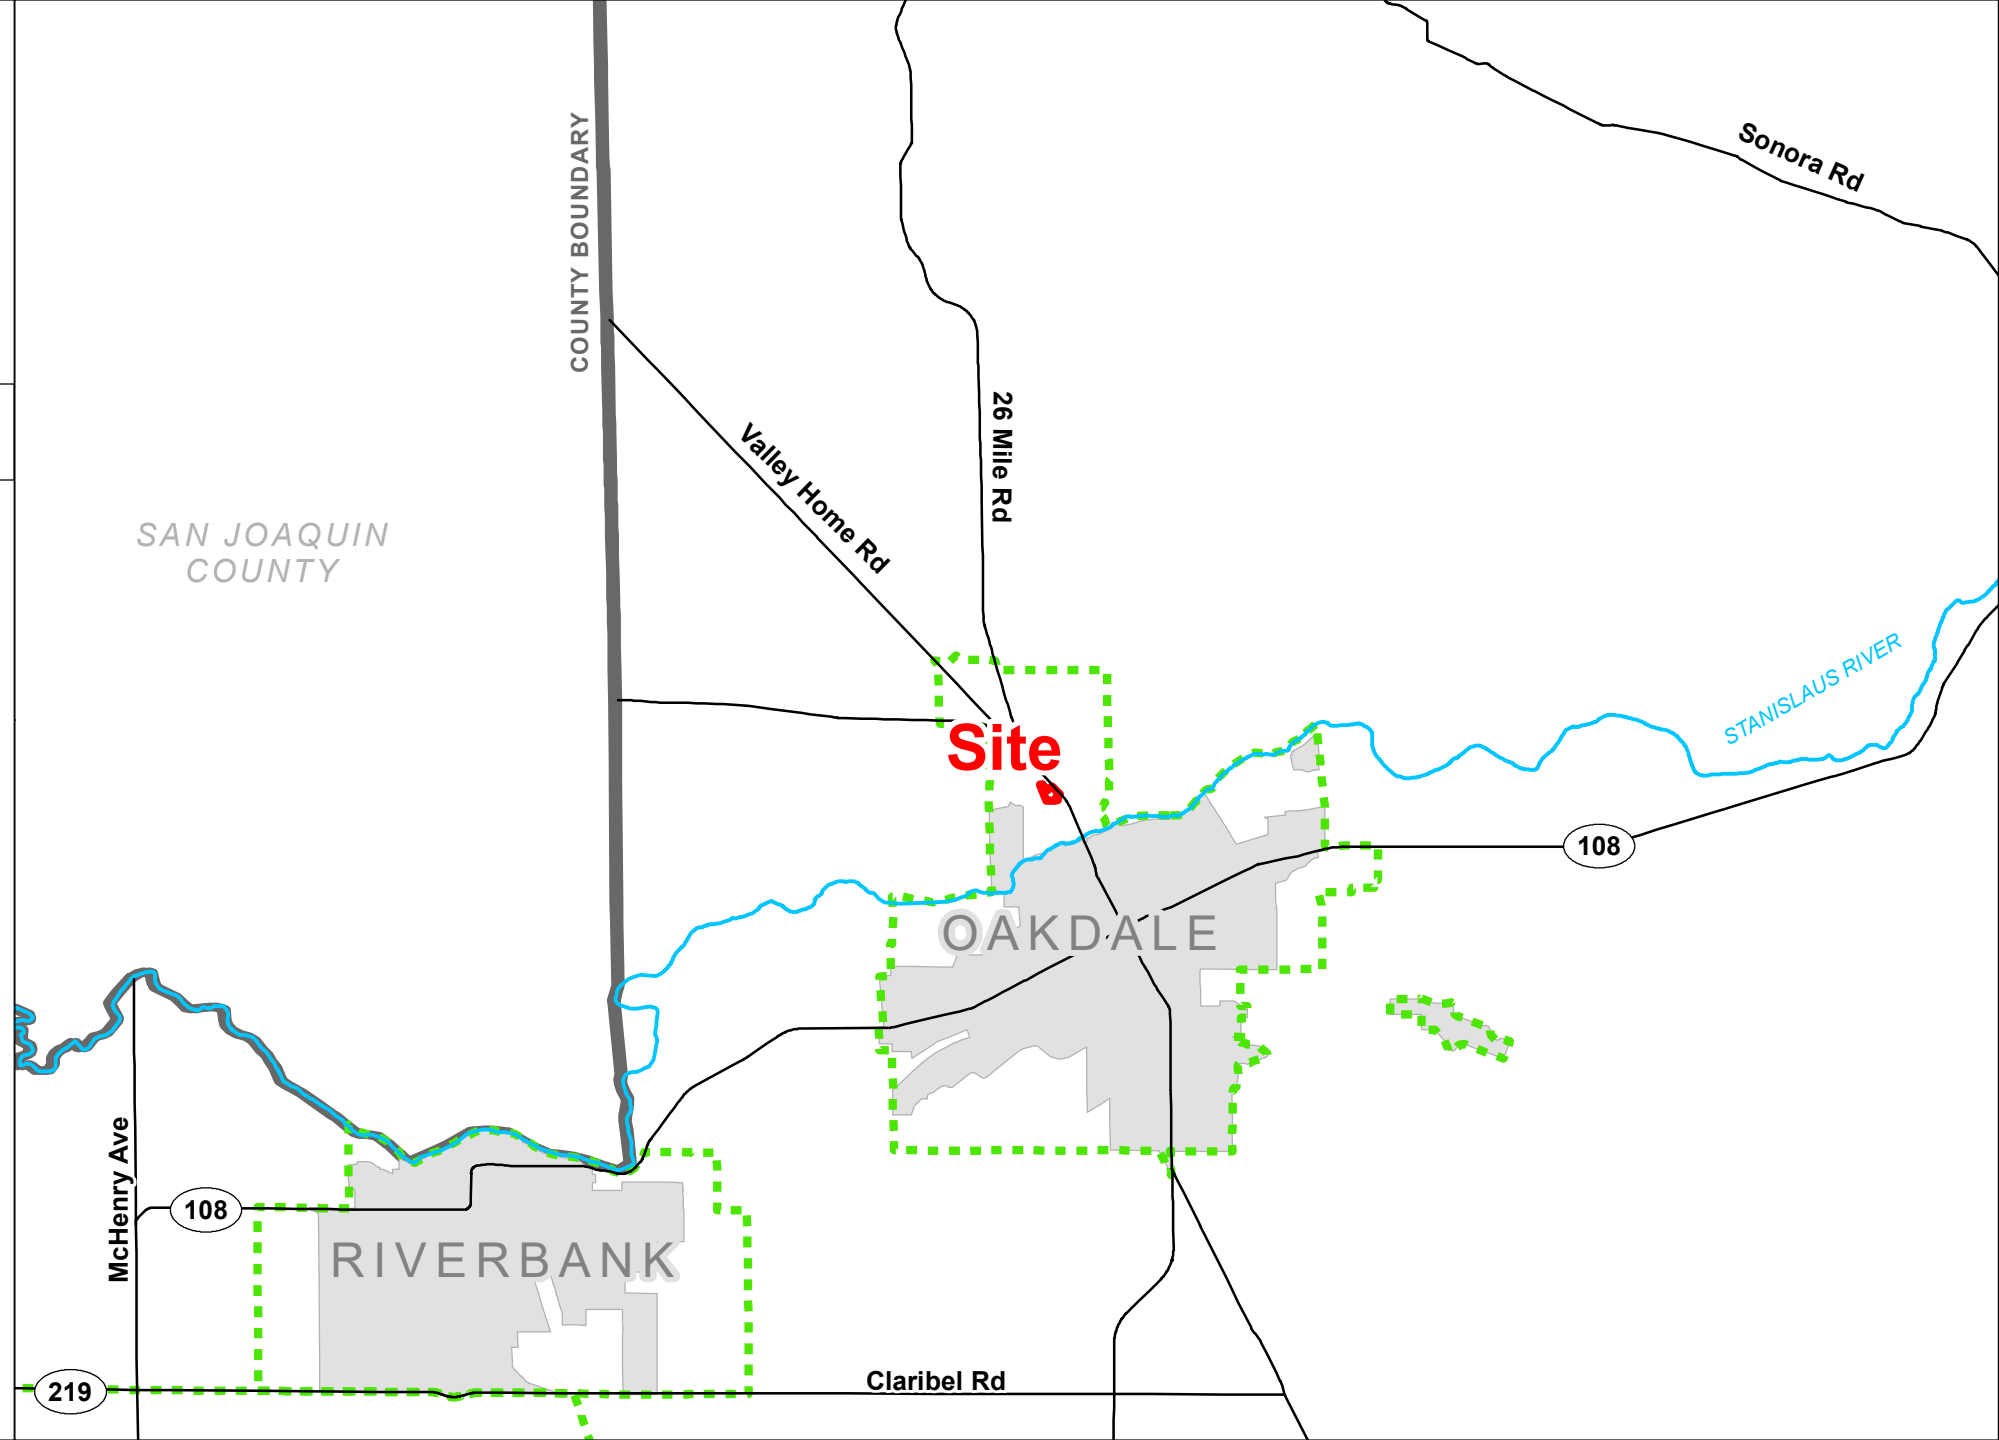 Sonora Rd
COUNTY BOUNDARY
26 Mile Rd
Valley Home Rd
SAN JOAQUIN
COUNTY
STANISLAUS RIVER
Site
108
OAKDALE
McHenry Ave
108
RIVERBANK
219
Claribel Rd